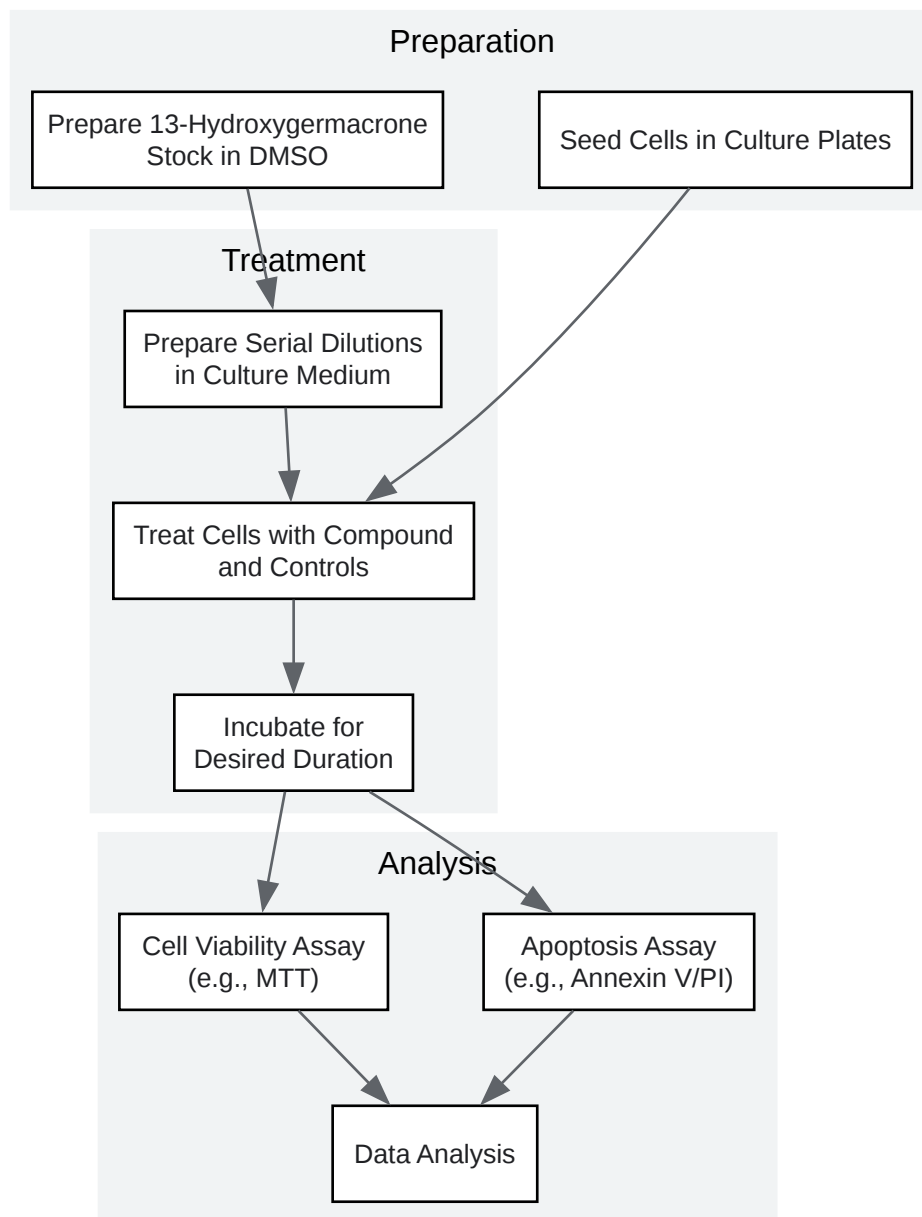 Preparation
Prepare 13-Hydroxygermacrone
Stock in DMSO
Seed Cells in Culture Plates
Treatment
Prepare Serial Dilutions
in Culture Medium
Treat Cells with Compound
and Controls
Incubate for
Desired Duration
Analysis
Cell Viability Assay
(e.g., MTT)
Apoptosis Assay
(e.g., Annexin V/PI)
Data Analysis